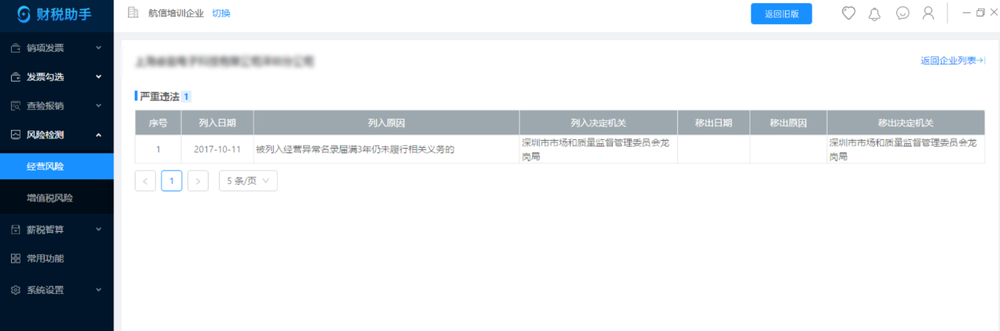 财税助手
航信培训企业 切换
返回旧版
销项发票
发票勾选
查验报销
风险检测
经营风险
增值税风险
薪税智算
常用功能
系统设置
返回企业列表→
严重违法 1
序号 列入日期 列入原因 列入决定机关 移出日期 移出原因 移出决定机关
1 2017-10-11 被列入经营异常名录届满3年仍未履行相关义务的 深圳市市场和质量监督管理委员会龙 深圳市市场和质量监督管理委员会龙
岗局 岗局
< 1 > 5 条/页